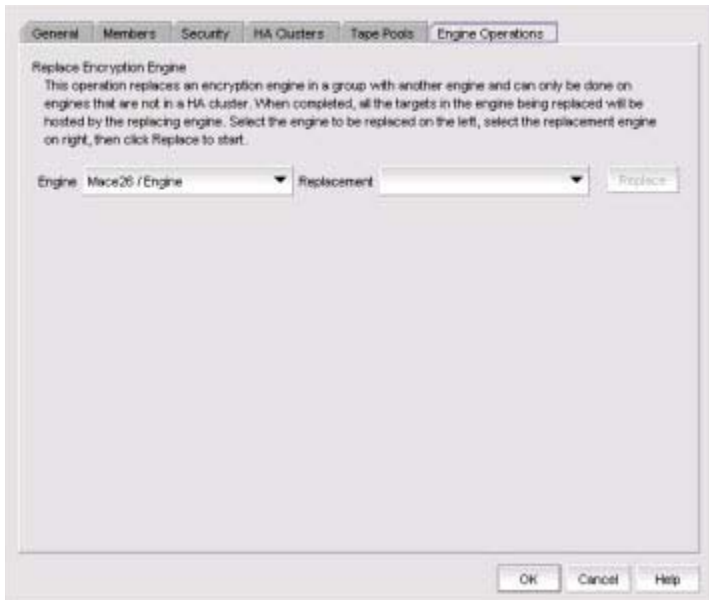 General Members Security HA Clusters Tape Pools Engine Operations
Replace Encryption Engine
This operation replaces an encryption engine in a group with another engine and can only be done on
engines that are not in a HA cluster. When completed, all the targets in the engine being replaced will be
hosted by the replacing engine. Select the engine to be replaced on the left, select the replacement engine
on right, then click Replace to start.
Engine Mace26 / Engine Replacement Replace
OK Cancel Help